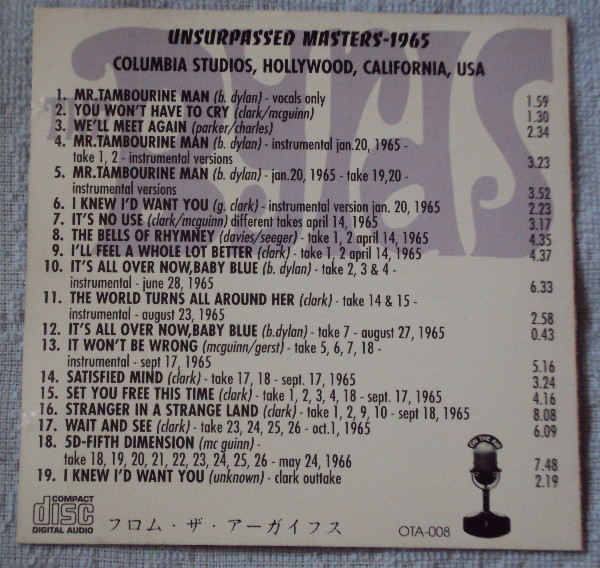 UNSURPASSED MASTERS-1965
COLUMBIA STUDIOS, HOLLYWOOD, CALIFORNIA, USA
1. MR.TAMBOURINE MAN (b. dylan) - vocals only 1.59
2. YOU WON'T HAVE TO CRY (clark/mcguinn) 1.30
3. WE'LL MEET AGAIN (parker/charles) 2.34
4. MR.TAMBOURINE MAN (b. dylan) - instrumental jan.20, 1965 -
take 1, 2 - instrumental versions 3.23
5. MR.TAMBOURINE MAN (b. dylan) - jan.20, 1965 - take 19,20 -
instrumental versions 3.52
6. I KNEW I'D WANT YOU (g. clark) - instrumental version jan. 20, 1965 2.23
7. IT'S NO USE (clark/mcguinn) different takes april 14, 1965 3.17
8. THE BELLS OF RHYMNEY (davies/seeger) - take 1, 2 april 14, 1965 4.35
9. I'LL FEEL A WHOLE LOT BETTER (clark) - take 1, 2 april 14, 1965 4.37
10. IT'S ALL OVER NOW,BABY BLUE (b. dylan) - take 2, 3 & 4 -
instrumental - june 28, 1965 6.33
11. THE WORLD TURNS ALL AROUND HER (clark) - take 14 & 15 -
instrumental - august 23, 1965 2.58
12. IT'S ALL OVER NOW,BABY BLUE (b.dylan) - take 7 - august 27, 1965 0.43
13. IT WON'T BE WRONG (mcguinn/gerst) - take 5, 6, 7, 18 -
instrumental - sept 17, 1965 5.16
14. SATISFIED MIND (clark) - take 17, 18 - sept. 17, 1965 3.24
15. SET YOU FREE THIS TIME (clark) - take 1, 2, 3, 4, 18 - sept. 17, 1965 4.16
16. STRANGER IN A STRANGE LAND (clark) - take 1, 2, 9, 10 - sept 18, 1965 8.08
17. WAIT AND SEE (clark) - take 23, 24, 25, 26 - oct.1, 1965 6.09
18. 5D-FIFTH DIMENSION (mc guinn) -
take 18, 19, 20, 21, 22, 23, 24, 25, 26 - may 24, 1966 7.48
19. I KNEW I'D WANT YOU (unknown) - clark outtake 2.19
ON THE AIR
COMPACT
disc
DIGITAL AUDIO
フロム・ザ・アーガイフス
OTA-008